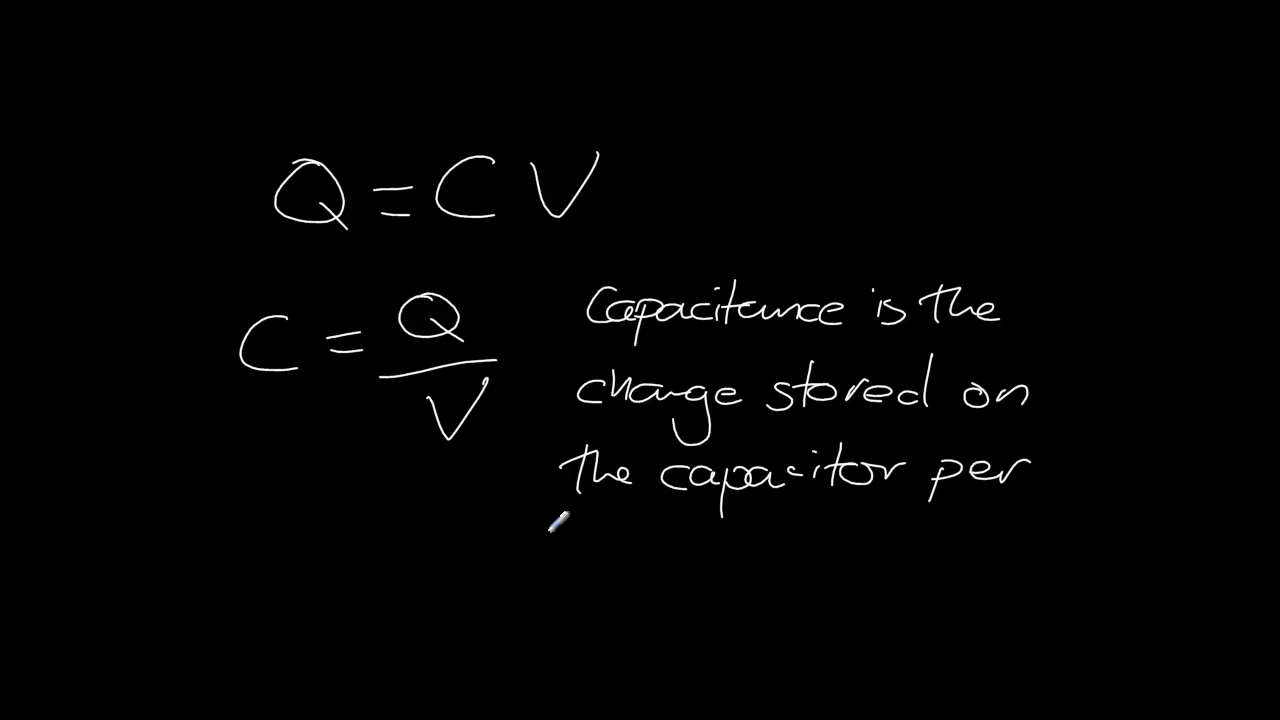 Q = C V
C = Q / V
Capacitance is the
charge stored on
the capacitor per